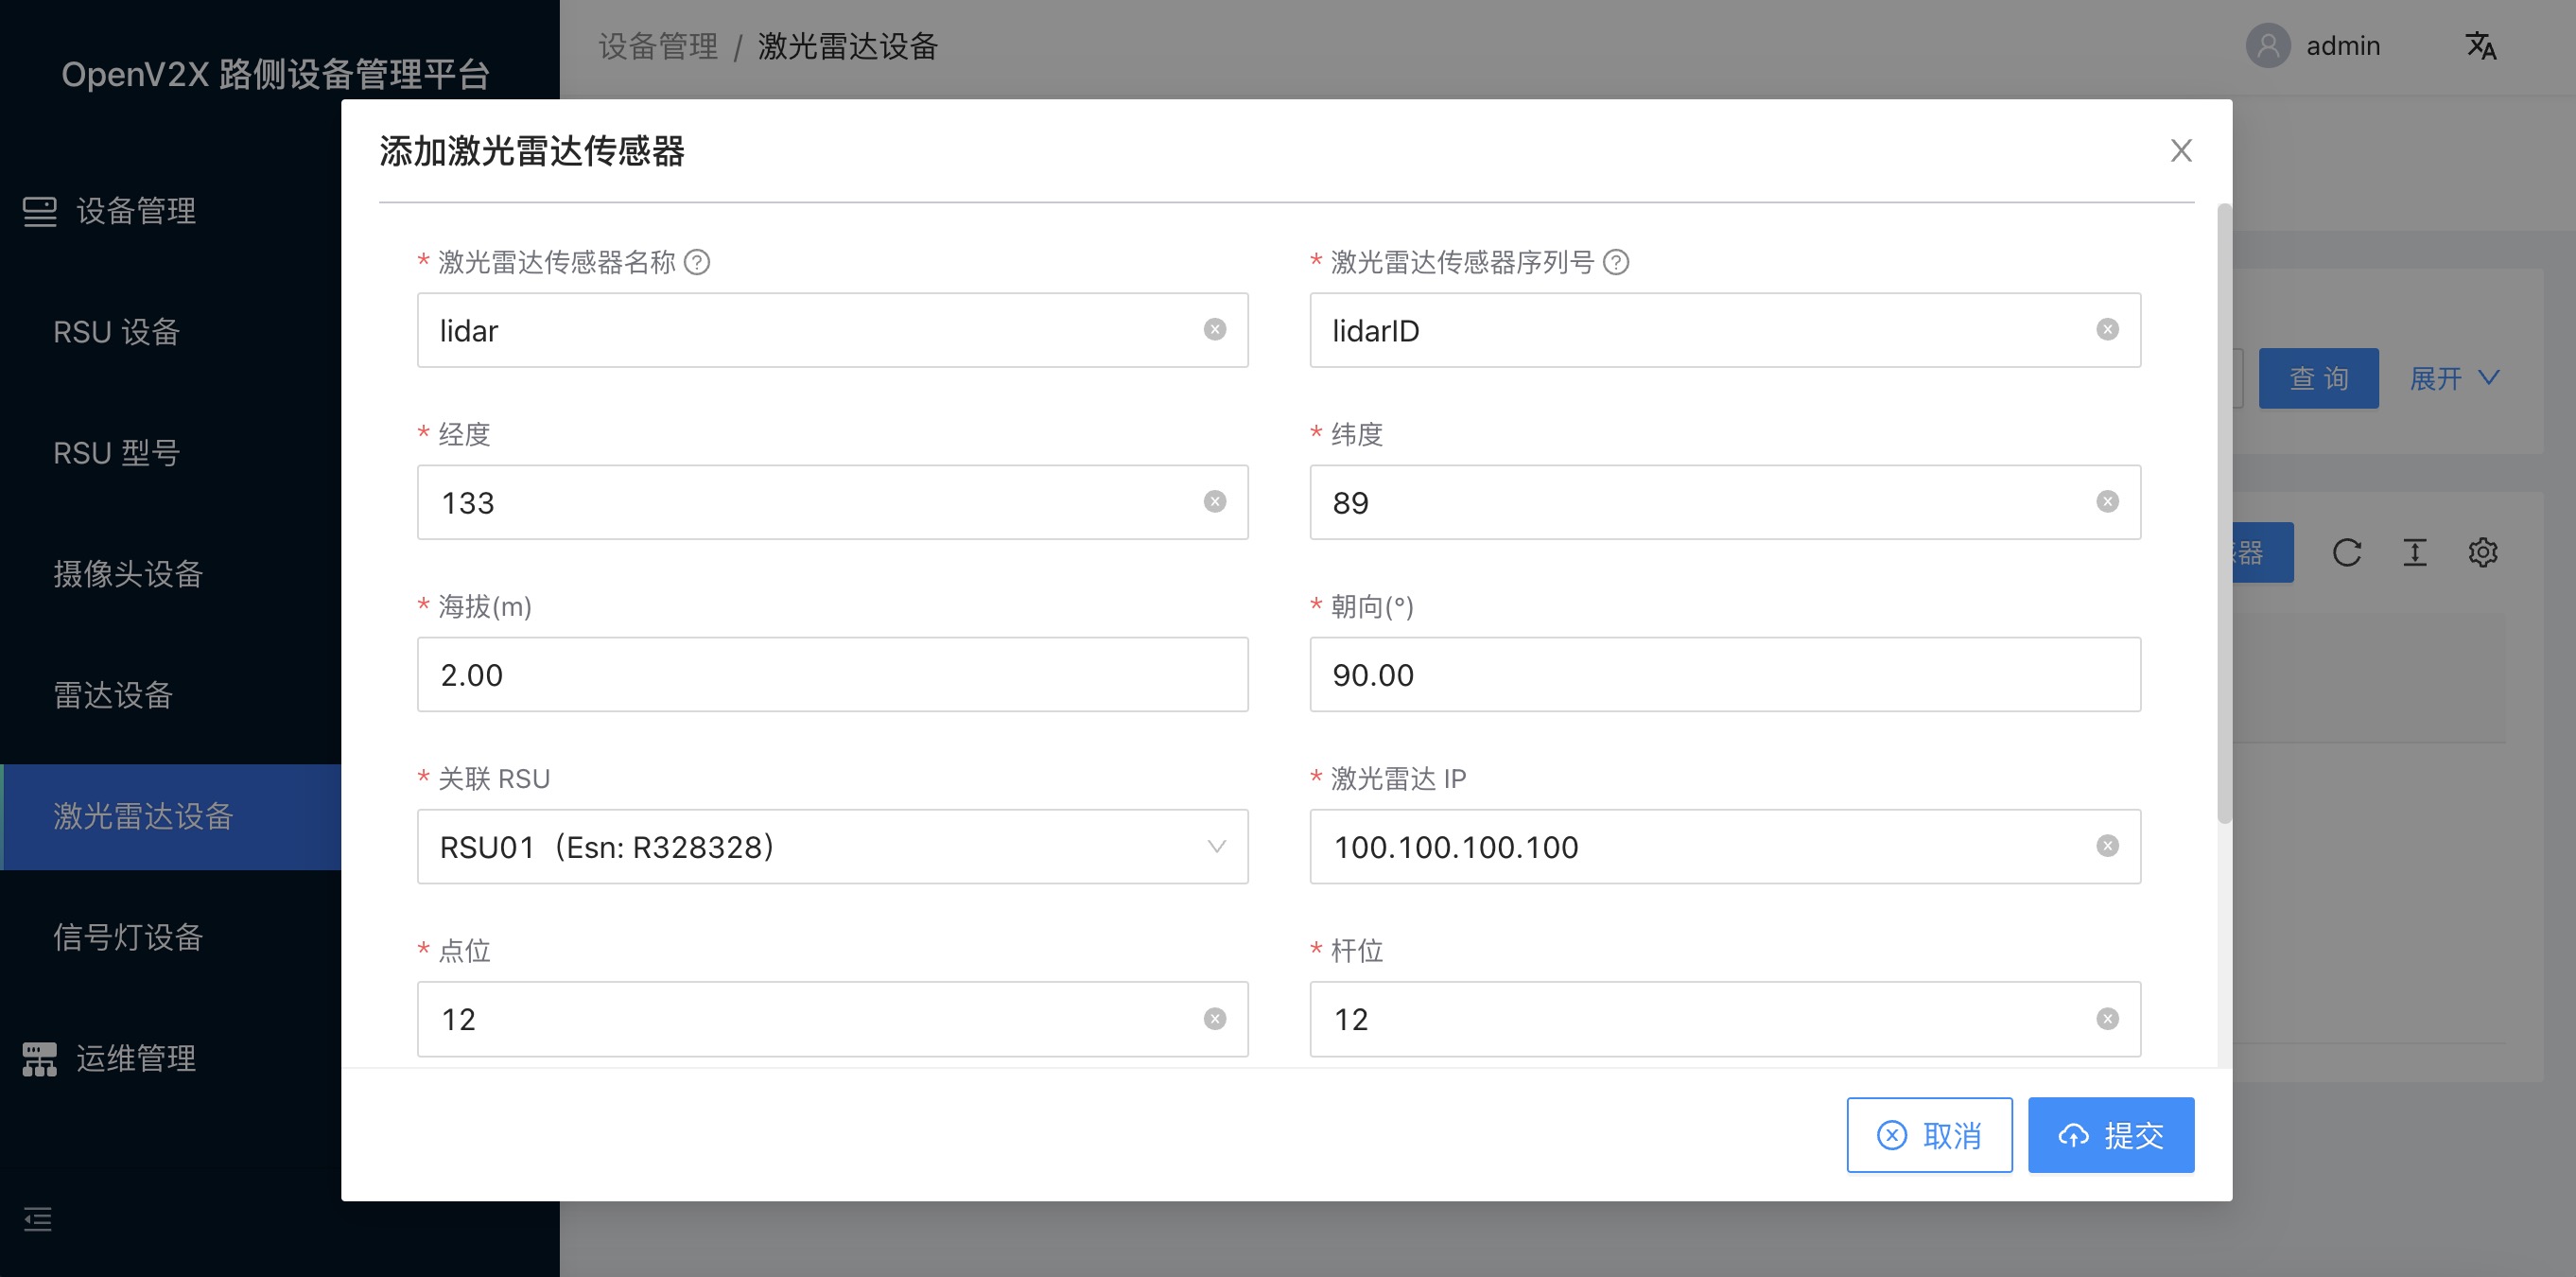 OpenV2X 路侧设备管理平台
设备管理 / 激光雷达设备
admin
设备管理
RSU 设备
RSU 型号
摄像头设备
雷达设备
激光雷达设备
信号灯设备
运维管理
查 询 展开
器
添加激光雷达传感器
* 激光雷达传感器名称
lidar
* 激光雷达传感器序列号
lidarID
* 经度
133
* 纬度
89
* 海拔(m)
2.00
* 朝向(°)
90.00
* 关联 RSU
RSU01（Esn: R328328）
* 激光雷达 IP
100.100.100.100
* 点位
12
* 杆位
12
取消
提交